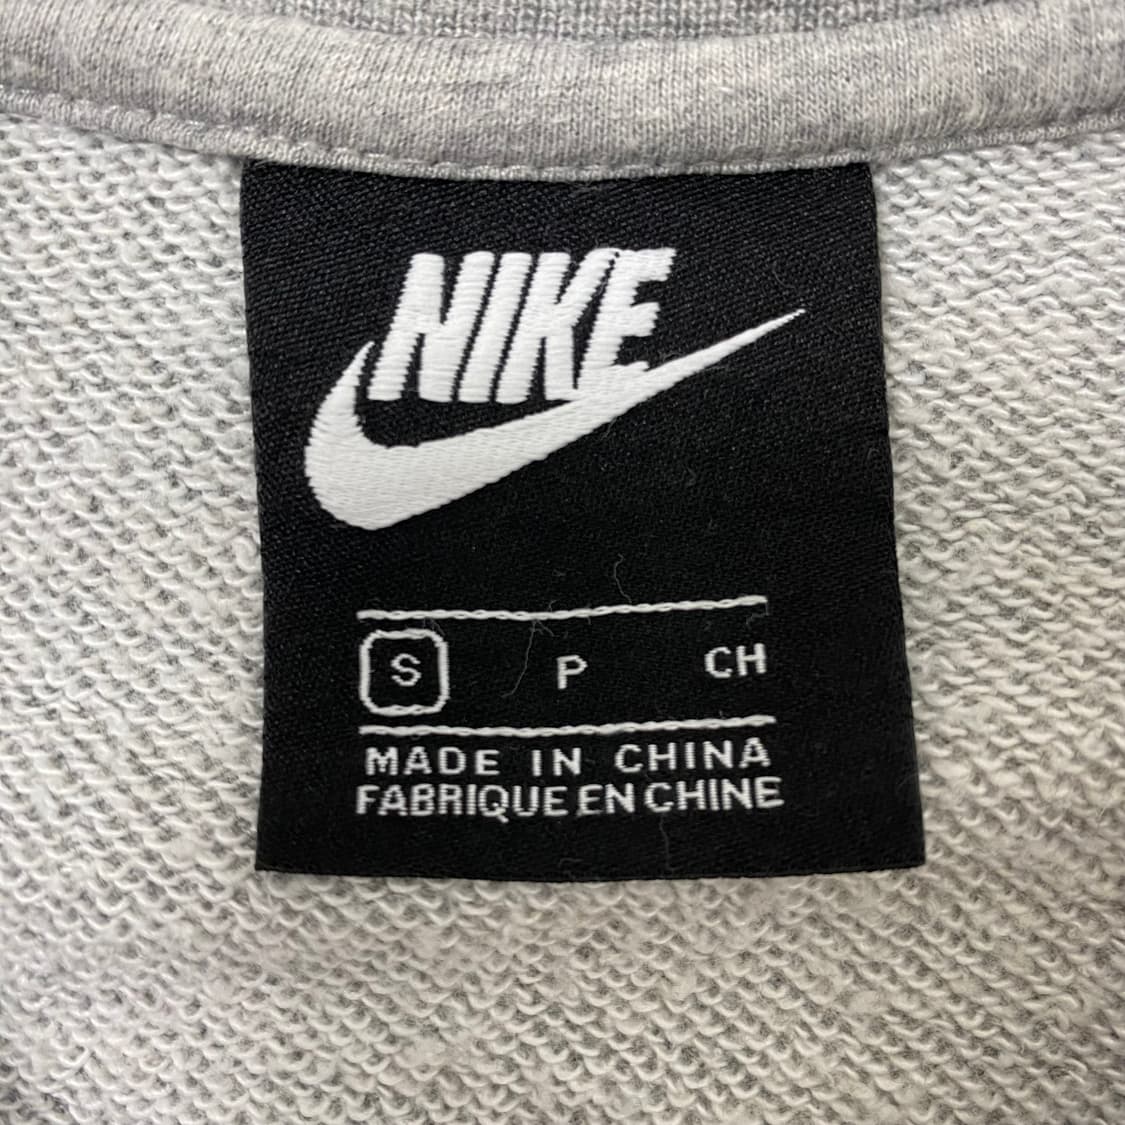 NIKE
S P CH
MADE IN CHINA
FABRIQUE EN CHINE